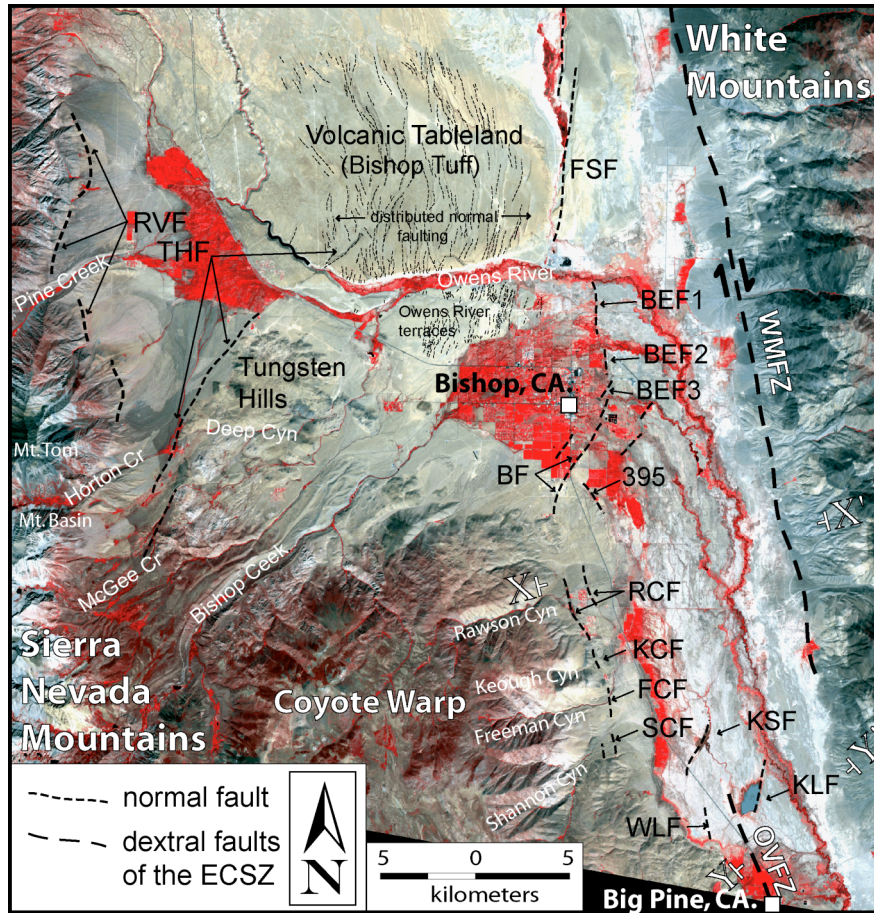 White
Mountains
Volcanic Tableland
(Bishop Tuff)
FSF
distributed normal
faulting
RVF
THF
Pine Creek
Owens River
Owens River
terraces
BEF1
WMFZ
BEF2
Tungsten
Hills
Bishop, CA.
BEF3
Deep Cyn
Mt. Tom
Horton Cr
BF
395
Mt. Basin
X'
McGee Cr
Bishop Ceek
X
RCF
Rawson Cyn
Sierra
Nevada
Mountains
KCF
Keough Cyn
Coyote Warp
FCF
Freeman Cyn
SCF
KSF
Y'
Shannon Cyn
KLF
WLF
OVFZ
Y
Big Pine, CA.
normal fault
dextral faults
of the ECSZ
N
5 0 5
kilometers